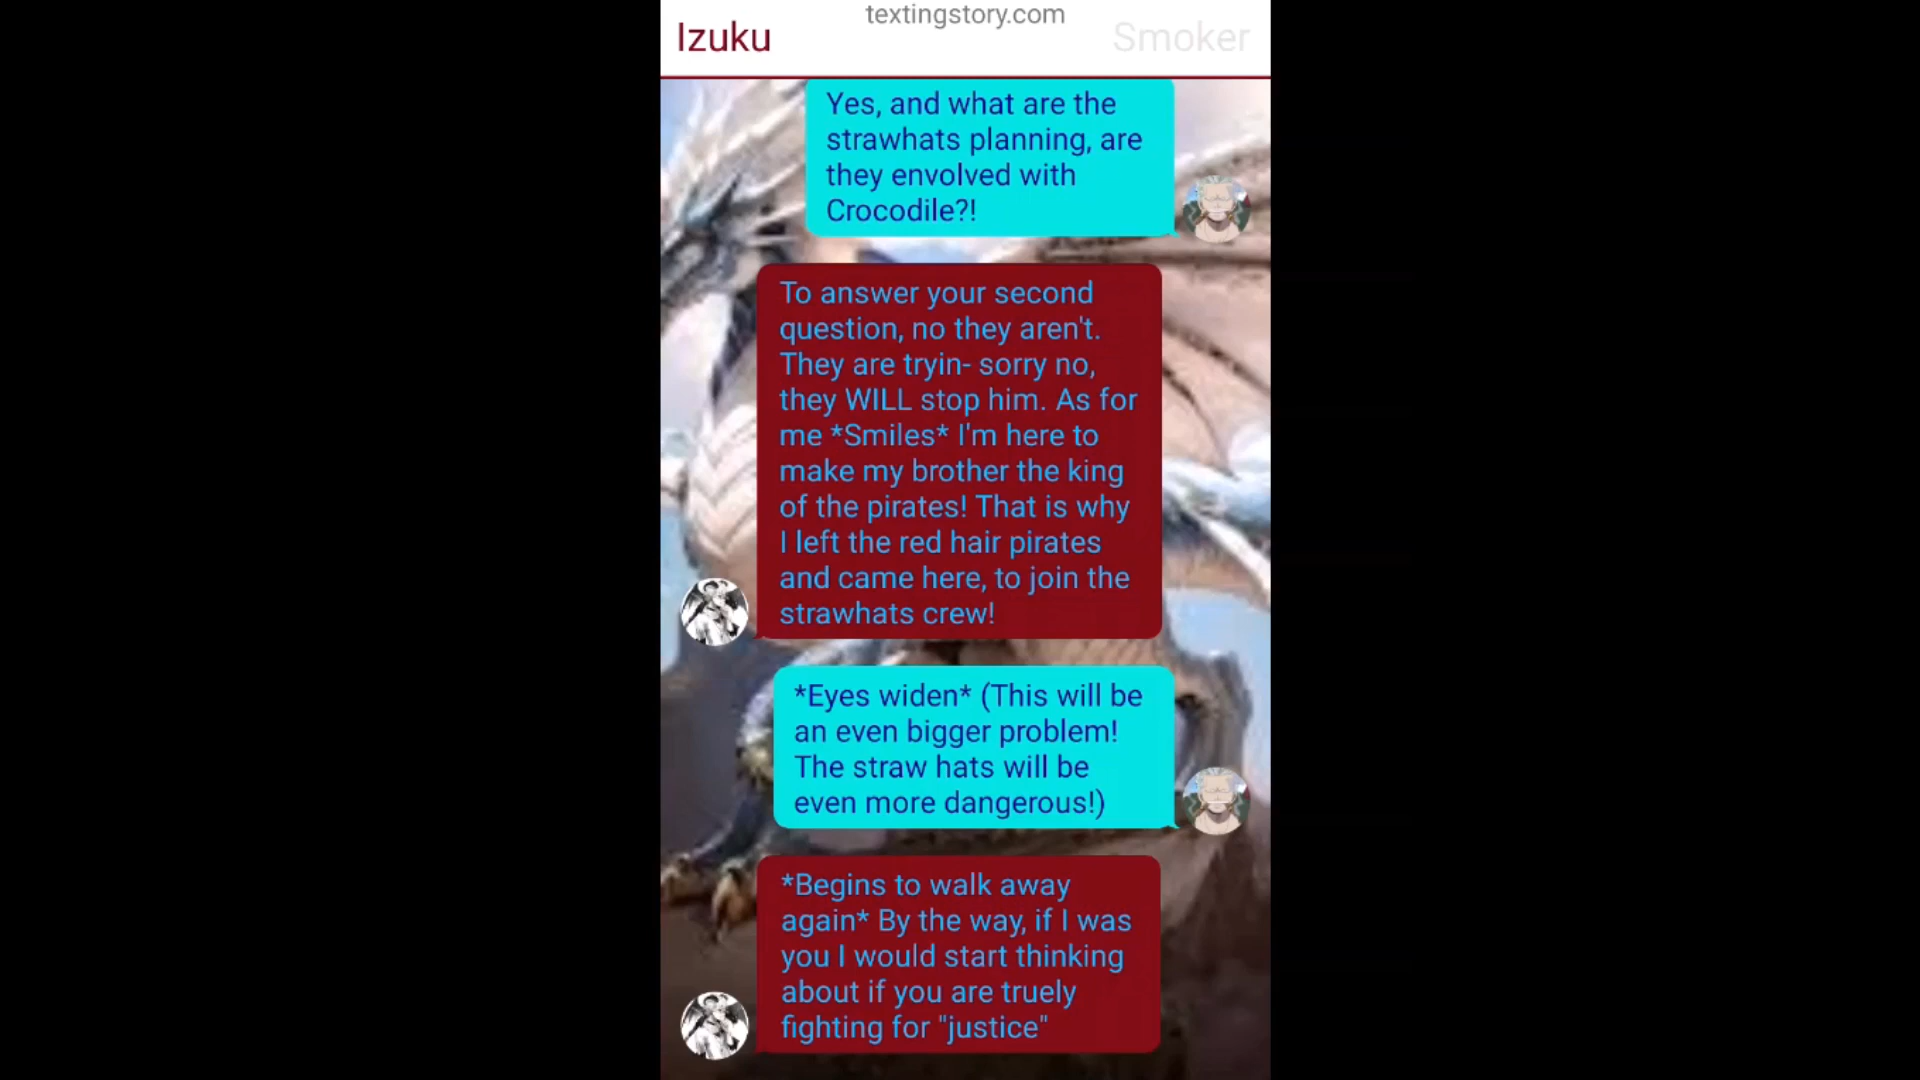 textingstory.com
Izuku
Smoker
Yes, and what are the
strawhats planning, are
they envolved with
Crocodile?!
To answer your second
question, no they aren't.
They are tryin- sorry no,
they WILL stop him. As for
me *Smiles* I'm here to
make my brother the king
of the pirates! That is why
I left the red hair pirates
and came here, to join the
strawhats crew!
*Eyes widen* (This will be
an even bigger problem!
The straw hats will be
even more dangerous!)
*Begins to walk away
again* By the way, if I was
you I would start thinking
about if you are truely
fighting for "justice"